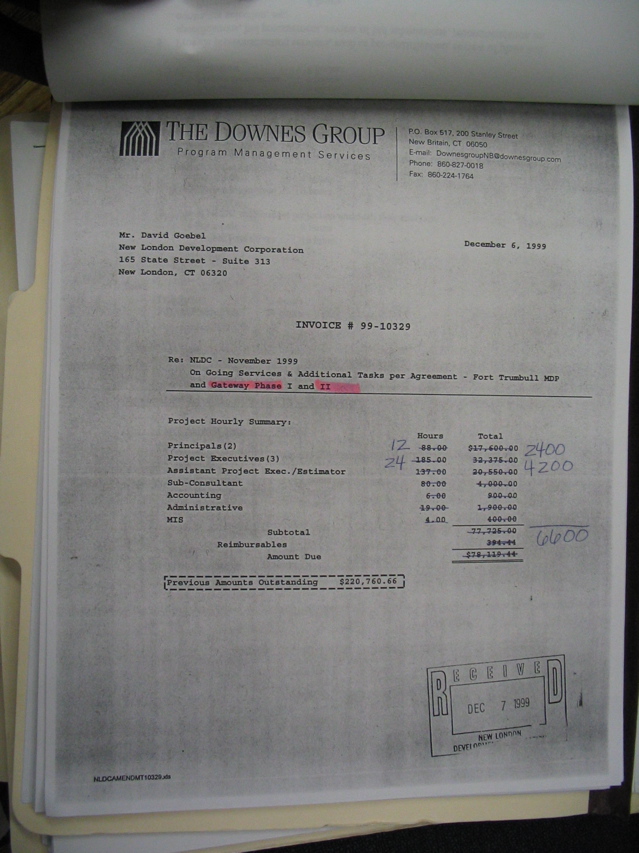 THE DOWNES GROUP
Program Management Services
P.O. Box 517, 200 Stanley Street
New Britain, CT 06050
E-mail: DownesgroupNB@downesgroup.com
Phone: 860-827-0018
Fax: 860-224-1764
Mr. David Goebel
New London Development Corporation
165 State Street - Suite 313
New London, CT 06320
December 6, 1999
INVOICE # 99-10329
Re: NLDC - November 1999
On Going Services & Additional Tasks per Agreement - Fort Trumbull MDP
and Gateway Phase I and II
Project Hourly Summary:
Hours Total
Principals(2) 12 88.00 $17,600.00 2400
Project Executives(3) 24 185.00 32,375.00 4200
Assistant Project Exec./Estimator 137.00 20,550.00
Sub-Consultant 80.00 4,000.00
Accounting 6.00 900.00
Administrative 19.00 1,900.00
MIS 4.00 400.00
Subtotal 77,725.00 6600
Reimbursables 394.44
Amount Due $78,119.44
Previous Amounts Outstanding $220,760.66
RECEIVED
DEC 7 1999
NEW LONDON
NLDCAMENDMT10329.xls